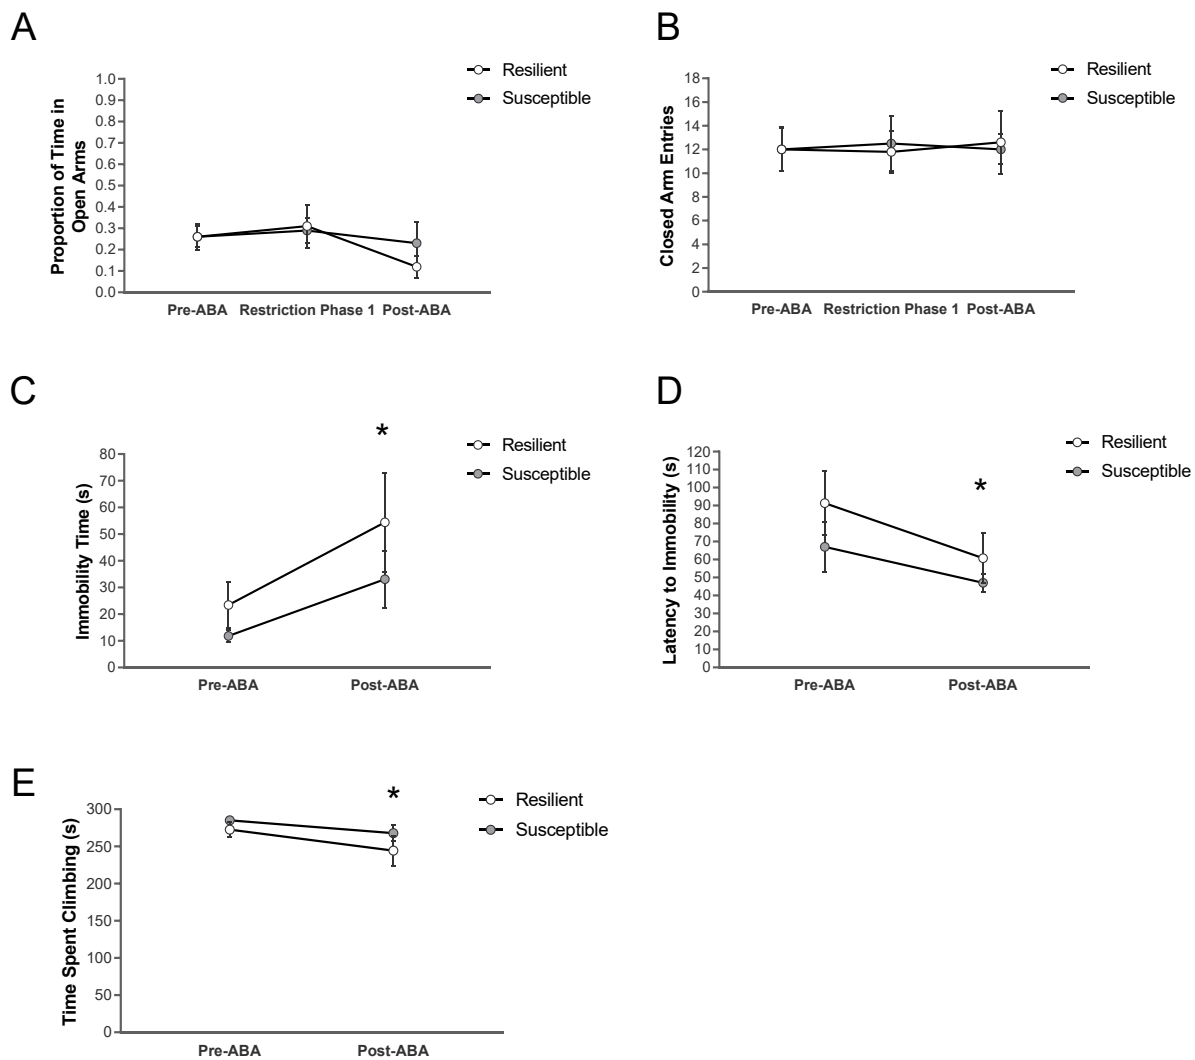 A
Resilient
Susceptible
Proportion of Time in
Open Arms
1.0
0.9
0.8
0.7
0.6
0.5
0.4
0.3
0.2
0.1
0.0
Pre-ABA Restriction Phase 1 Post-ABA
B
Resilient
Susceptible
Closed Arm Entries
18
16
14
12
10
8
6
4
2
0
Pre-ABA Restriction Phase 1 Post-ABA
C
*
Resilient
Susceptible
Immobility Time (s)
80
70
60
50
40
30
20
10
0
Pre-ABA Post-ABA
D
*
Resilient
Susceptible
Latency to Immobility (s)
120
110
100
90
80
70
60
50
40
30
20
10
0
Pre-ABA Post-ABA
E
*
Resilient
Susceptible
Time Spent Climbing (s)
300
250
200
150
100
50
0
Pre-ABA Post-ABA